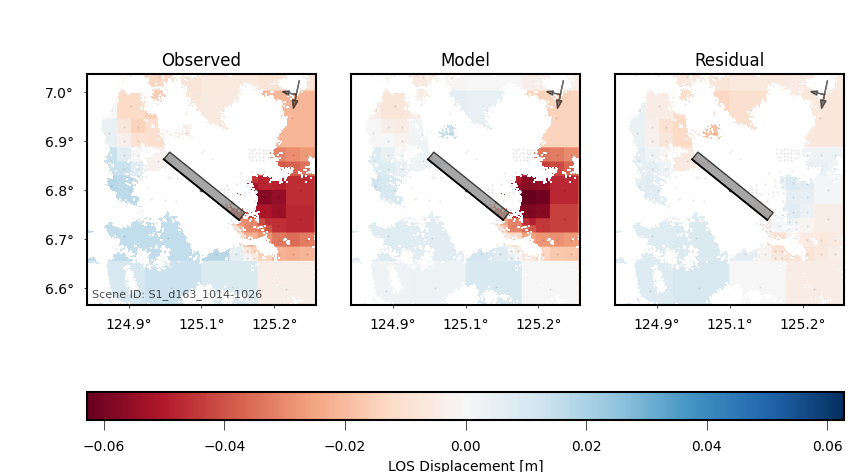 Observed Model Residual
7.0°
6.9°
6.8°
6.7°
6.6°
Scene ID: S1_d163_1014-1026
124.9° 125.1° 125.2° 124.9° 125.1° 125.2° 124.9° 125.1° 125.2°
−0.06 −0.04 −0.02 0.00 0.02 0.04 0.06
LOS Displacement [m]